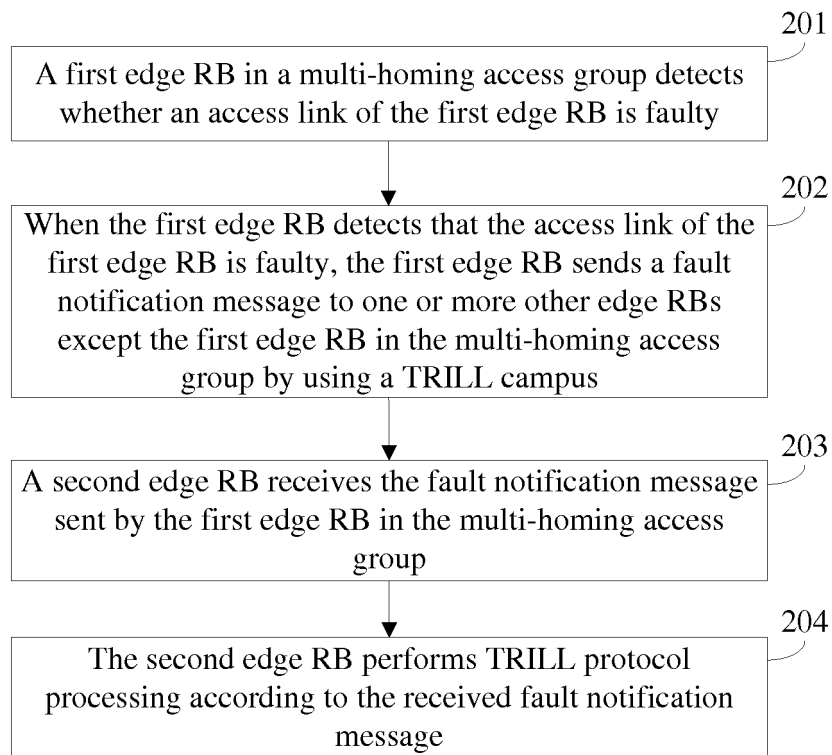 201
A first edge RB in a multi-homing access group detects
whether an access link of the first edge RB is faulty
202
When the first edge RB detects that the access link of the
first edge RB is faulty, the first edge RB sends a fault
notification message to one or more other edge RBs
except the first edge RB in the multi-homing access
group by using a TRILL campus
203
A second edge RB receives the fault notification message
sent by the first edge RB in the multi-homing access
group
204
The second edge RB performs TRILL protocol
processing according to the received fault notification
message